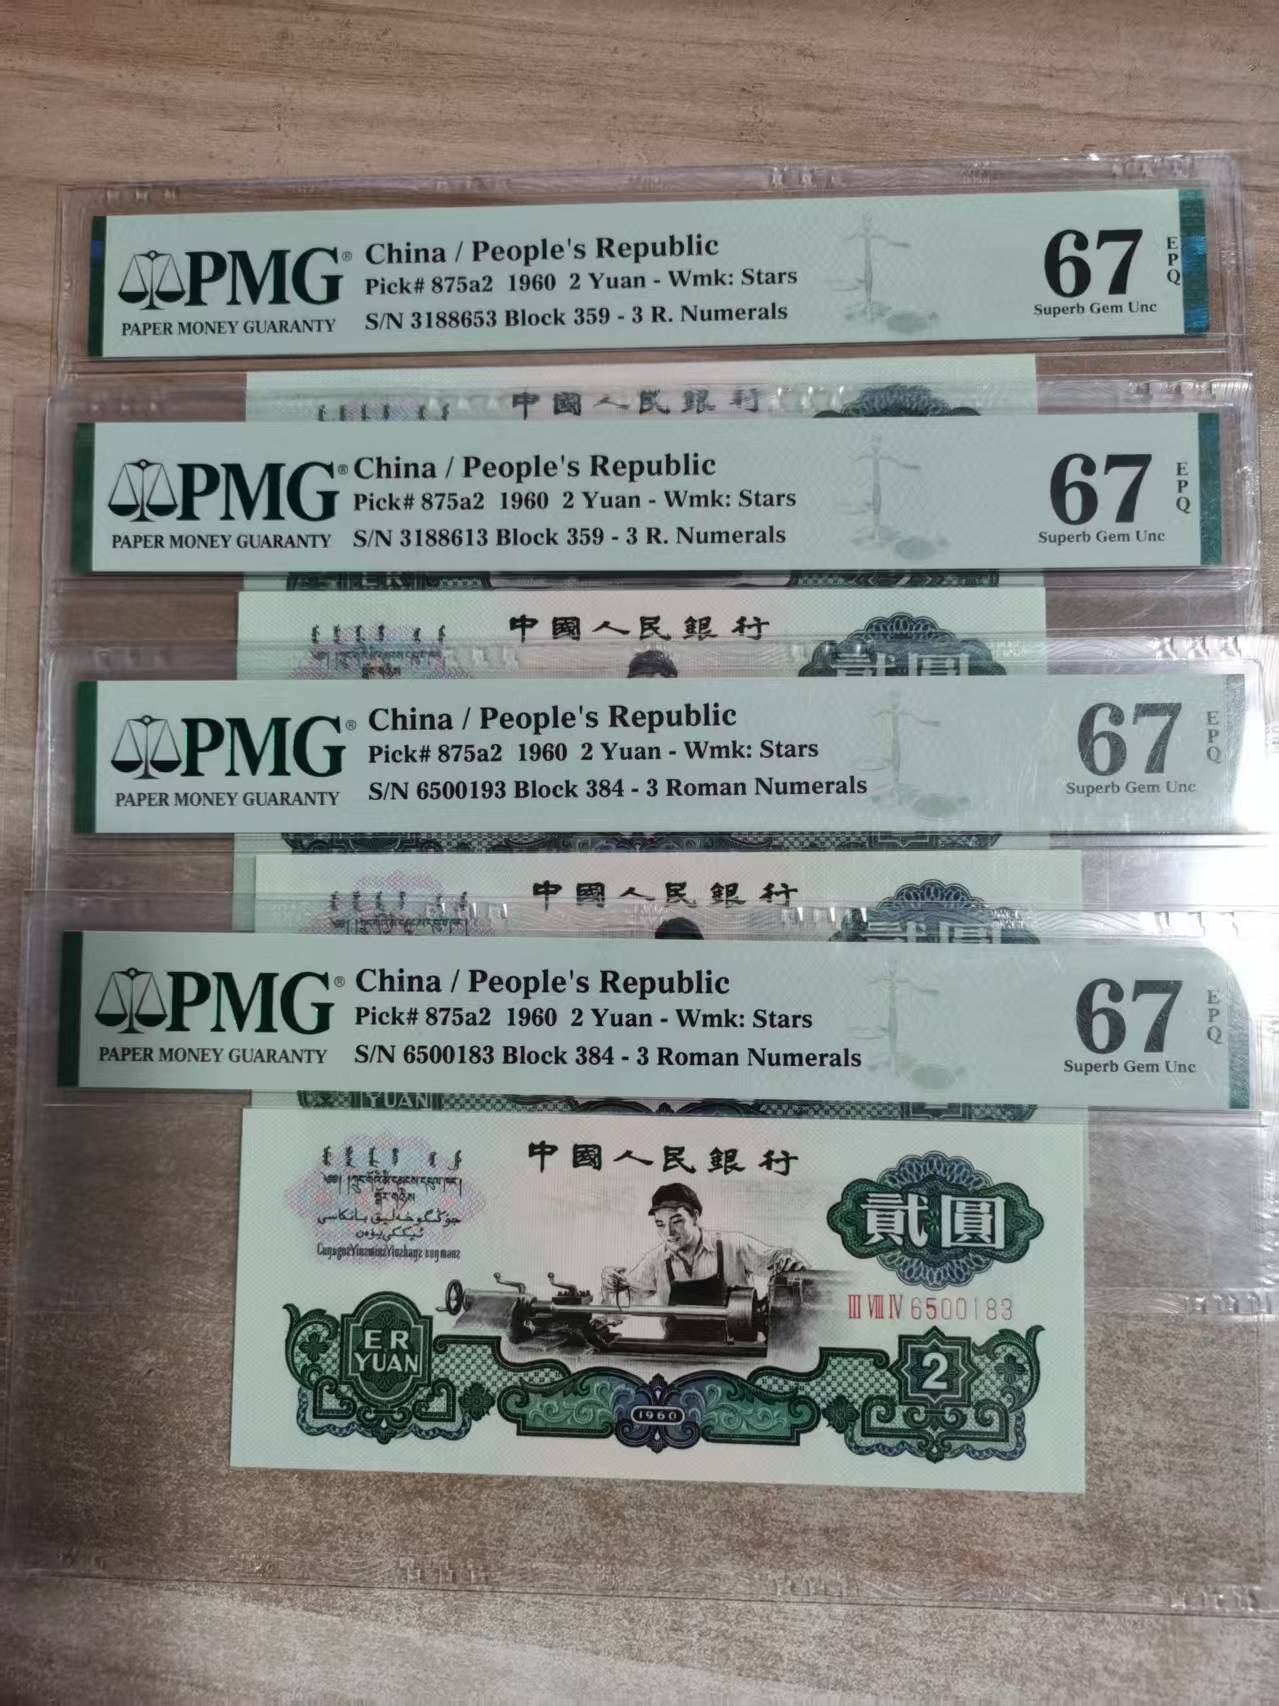 PMG®
PAPER MONEY GUARANTY
China / People's Republic
Pick# 875a2 1960 2 Yuan - Wmk: Stars
S/N 3188653 Block 359 - 3 R. Numerals
67
EPQ
Superb Gem Unc
中國人民銀行
PMG®
PAPER MONEY GUARANTY
China / People's Republic
Pick# 875a2 1960 2 Yuan - Wmk: Stars
S/N 3188613 Block 359 - 3 R. Numerals
67
EPQ
Superb Gem Unc
中國人民銀行
貳圓
PMG®
PAPER MONEY GUARANTY
China / People's Republic
Pick# 875a2 1960 2 Yuan - Wmk: Stars
S/N 6500193 Block 384 - 3 Roman Numerals
67
EPQ
Superb Gem Unc
中國人民銀行
貳圓
PMG®
PAPER MONEY GUARANTY
China / People's Republic
Pick# 875a2 1960 2 Yuan - Wmk: Stars
S/N 6500183 Block 384 - 3 Roman Numerals
67
EPQ
Superb Gem Unc
YUAN
中國人民銀行
貳圓
III VIII IV 6500183
ER
YUAN
2
1960